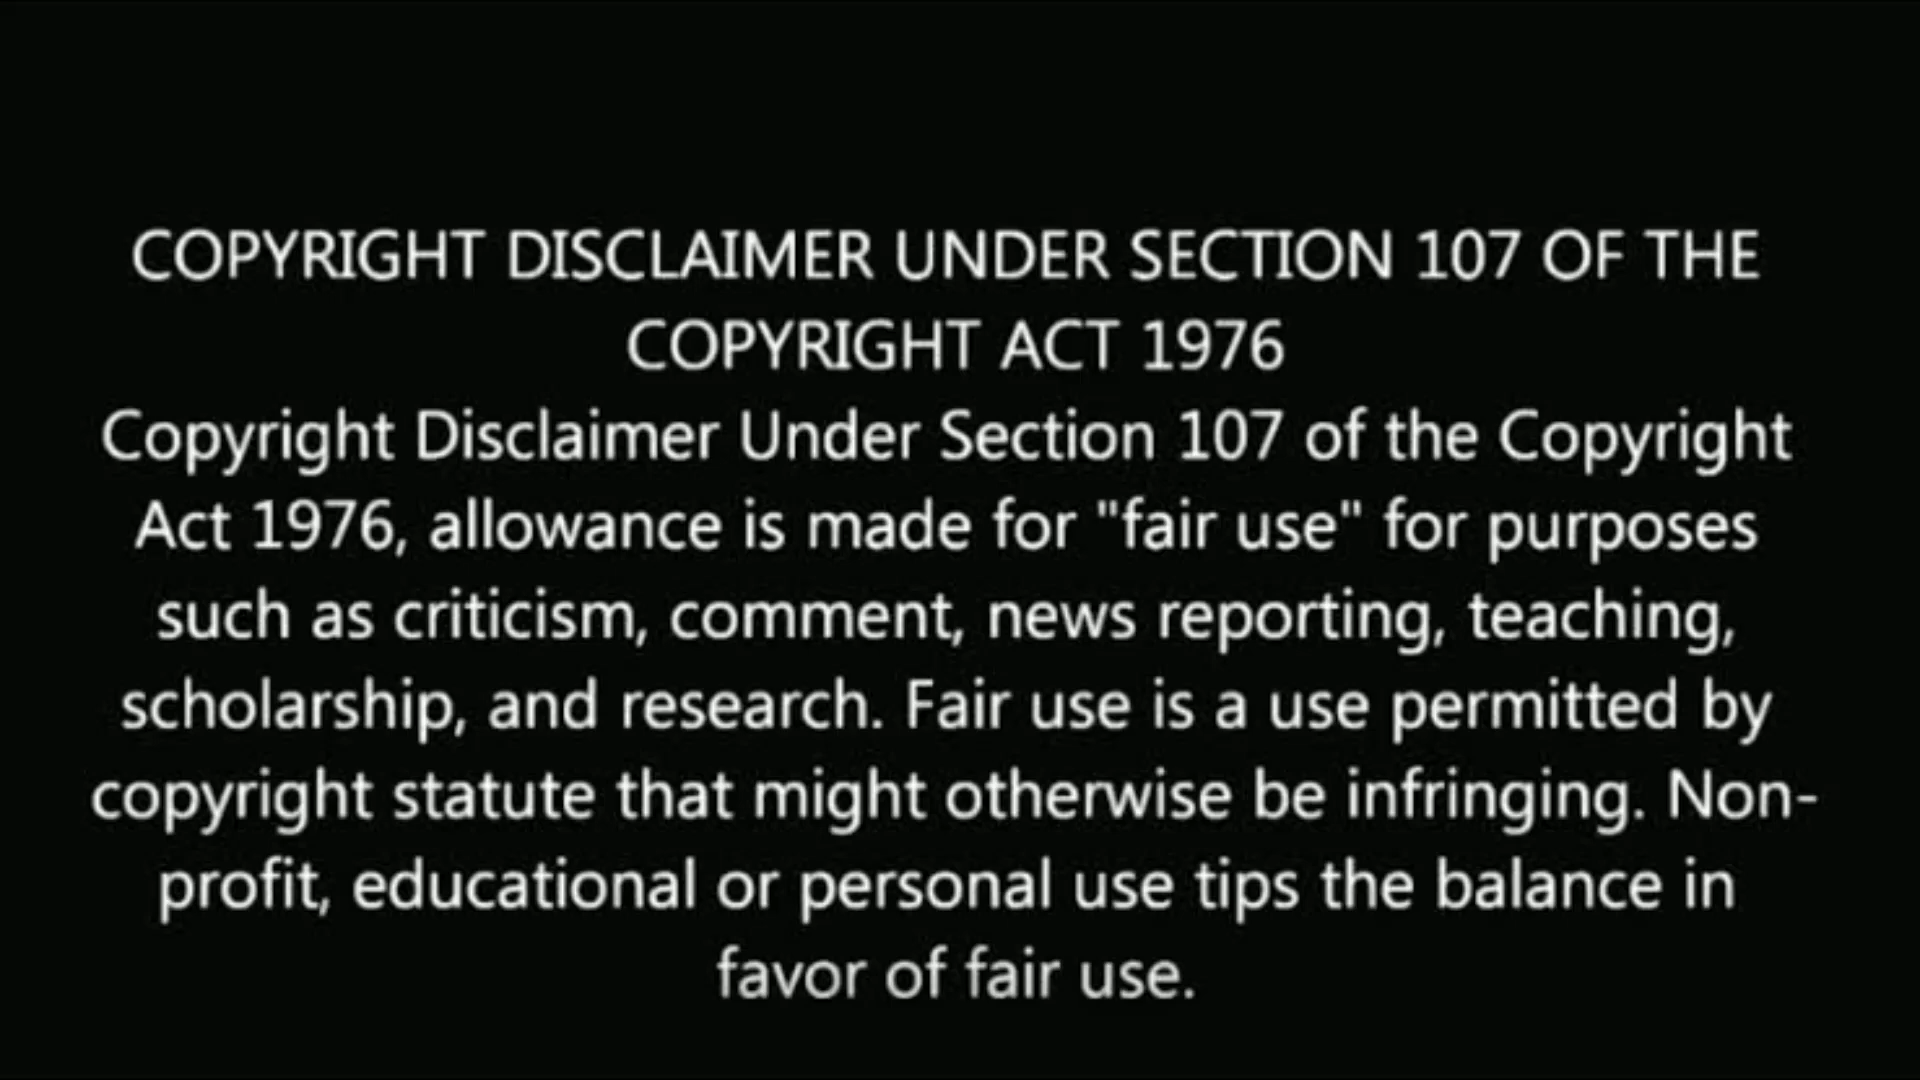 COPYRIGHT DISCLAIMER UNDER SECTION 107 OF THE
COPYRIGHT ACT 1976
Copyright Disclaimer Under Section 107 of the Copyright
Act 1976, allowance is made for "fair use" for purposes
such as criticism, comment, news reporting, teaching,
scholarship, and research. Fair use is a use permitted by
copyright statute that might otherwise be infringing. Non-
profit, educational or personal use tips the balance in
favor of fair use.